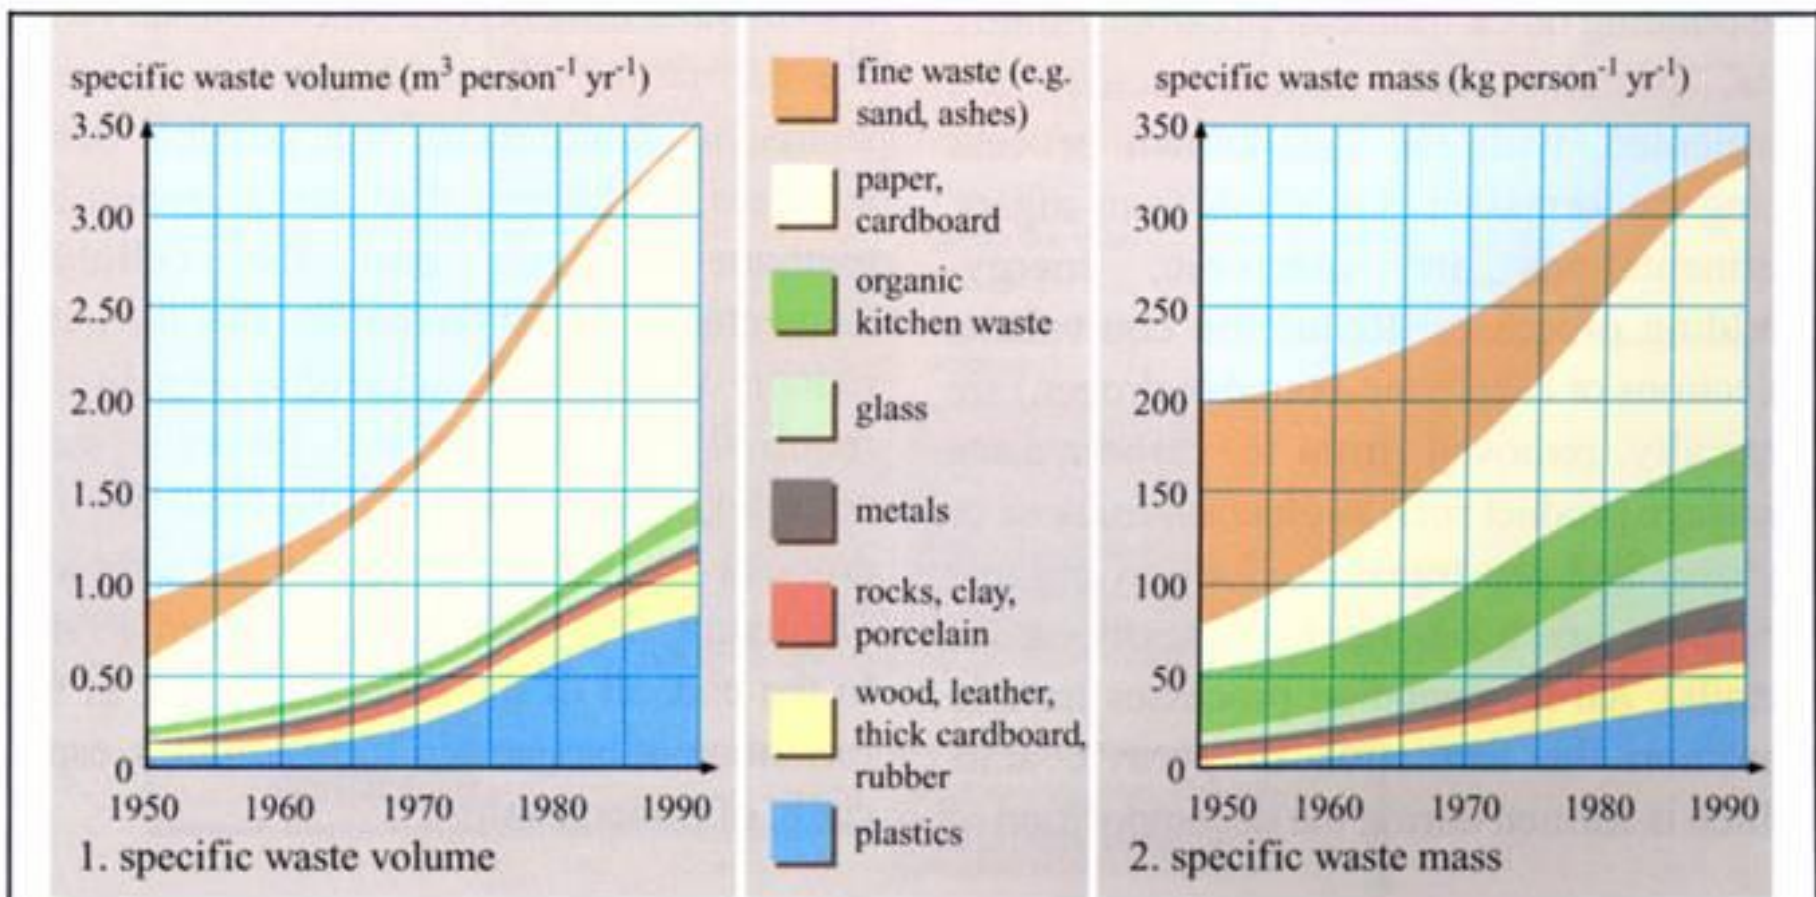 specific waste volume (m³ person⁻¹ yr⁻¹)
3.50
3.00
2.50
2.00
1.50
1.00
0.50
0
1950 1960 1970 1980 1990
1. specific waste volume
fine waste (e.g.
sand, ashes)
paper,
cardboard
organic
kitchen waste
glass
metals
rocks, clay,
porcelain
wood, leather,
thick cardboard,
rubber
plastics
specific waste mass (kg person⁻¹ yr⁻¹)
350
300
250
200
150
100
50
0
1950 1960 1970 1980 1990
2. specific waste mass